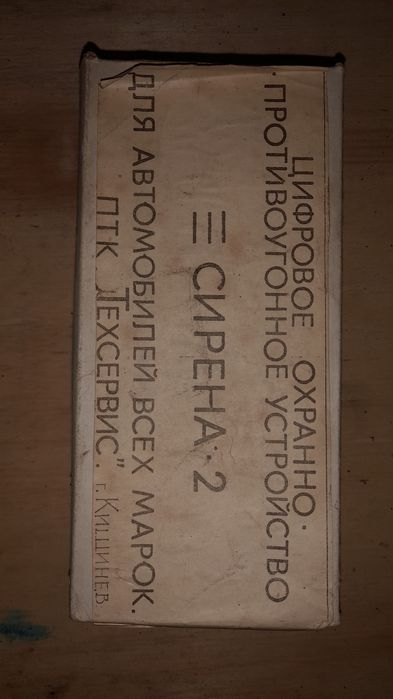 ЦИФРОВОЕ ОХРАННО·
·ПРОТИВОУГОННОЕ УСТРОЙСТВО
СИРЕНА·2
ДЛЯ АВТОМОБИЛЕЙ ВСЕХ МАРОК.
ПТК „ТЕХСЕРВИС". г.КИШИНЕВ